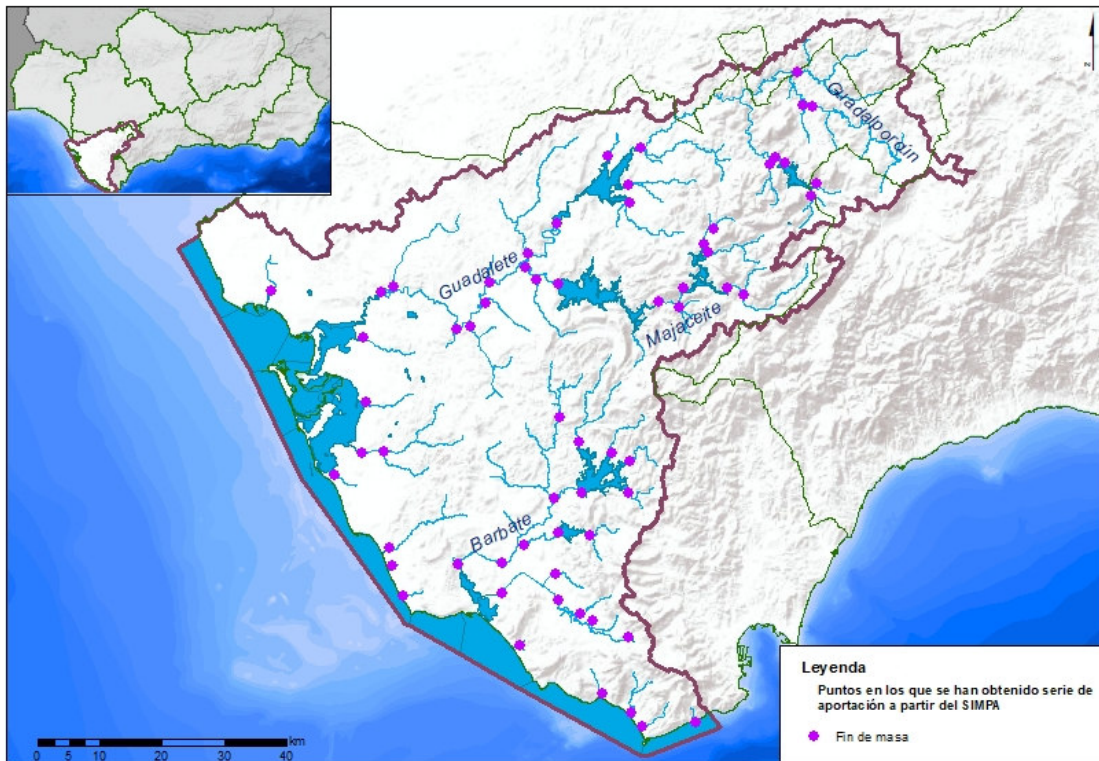 z
Guadalporgún
Guadalete
Majaceite
Barbate
Leyenda
Puntos en los que se han obtenido serie de
aportación a partir del SIMPA
Fin de masa
km
0 5 10 20 30 40